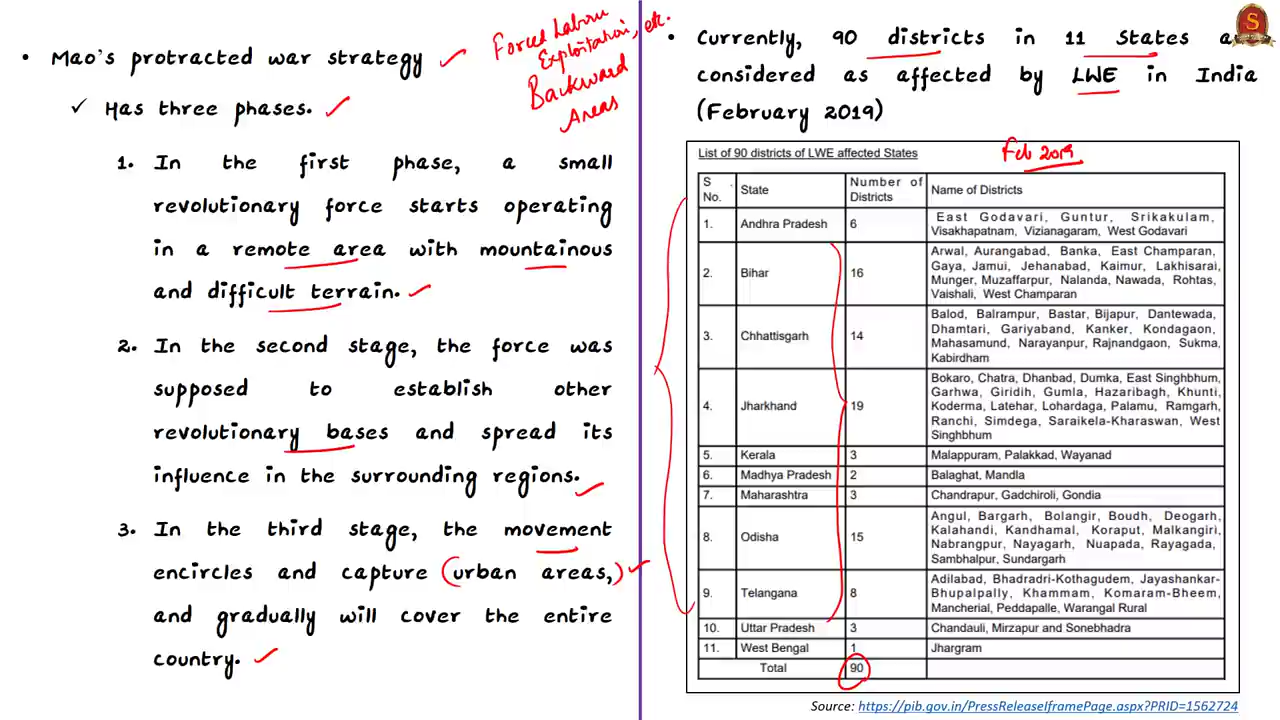 • Mao's protracted war strategy
✓ Has three phases.
1. In the first phase, a small
revolutionary force starts operating
in a remote area with mountainous
and difficult terrain.
2. In the second stage, the force was
supposed to establish other
revolutionary bases and spread its
influence in the surrounding regions.
3. In the third stage, the movement
encircles and capture (urban areas,)
and gradually will cover the entire
country.
Forced Labour
Exploitation, etc.
Backward
Areas
• Currently, 90 districts in 11 States a
considered as affected by LWE in India
(February 2019)
List of 90 districts of LWE affected States
Feb 2019
S No. State Number of Districts Name of Districts
1. Andhra Pradesh 6 East Godavari, Guntur, Srikakulam,
Visakhapatnam, Vizianagaram, West Godavari
2. Bihar 16 Arwal, Aurangabad, Banka, East Champaran,
Gaya, Jamui, Jehanabad, Kaimur, Lakhisarai,
Munger, Muzaffarpur, Nalanda, Nawada, Rohtas,
Vaishali, West Champaran
3. Chhattisgarh 14 Balod, Balrampur, Bastar, Bijapur, Dantewada,
Dhamtari, Gariyaband, Kanker, Kondagaon,
Mahasamund, Narayanpur, Rajnandgaon, Sukma,
Kabirdham
4. Jharkhand 19 Bokaro, Chatra, Dhanbad, Dumka, East Singhbhum,
Garhwa, Giridih, Gumla, Hazaribagh, Khunti,
Koderma, Latehar, Lohardaga, Palamu, Ramgarh,
Ranchi, Simdega, Saraikela-Kharaswan, West
Singhbhum
5. Kerala 3 Malappuram, Palakkad, Wayanad
6. Madhya Pradesh 2 Balaghat, Mandla
7. Maharashtra 3 Chandrapur, Gadchiroli, Gondia
8. Odisha 15 Angul, Bargarh, Bolangir, Boudh, Deogarh,
Kalahandi, Kandhamal, Koraput, Malkangiri,
Nabrangpur, Nayagarh, Nuapada, Rayagada,
Sambhalpur, Sundargarh
9. Telangana 8 Adilabad, Bhadradri-Kothagudem, Jayashankar-
Bhupalpally, Khammam, Komaram-Bheem,
Mancherial, Peddapalle, Warangal Rural
10. Uttar Pradesh 3 Chandauli, Mirzapur and Sonebhadra
11. West Bengal 1 Jhargram
Total 90
Source: https://pib.gov.in/PressReleaseIframePage.aspx?PRID=1562724